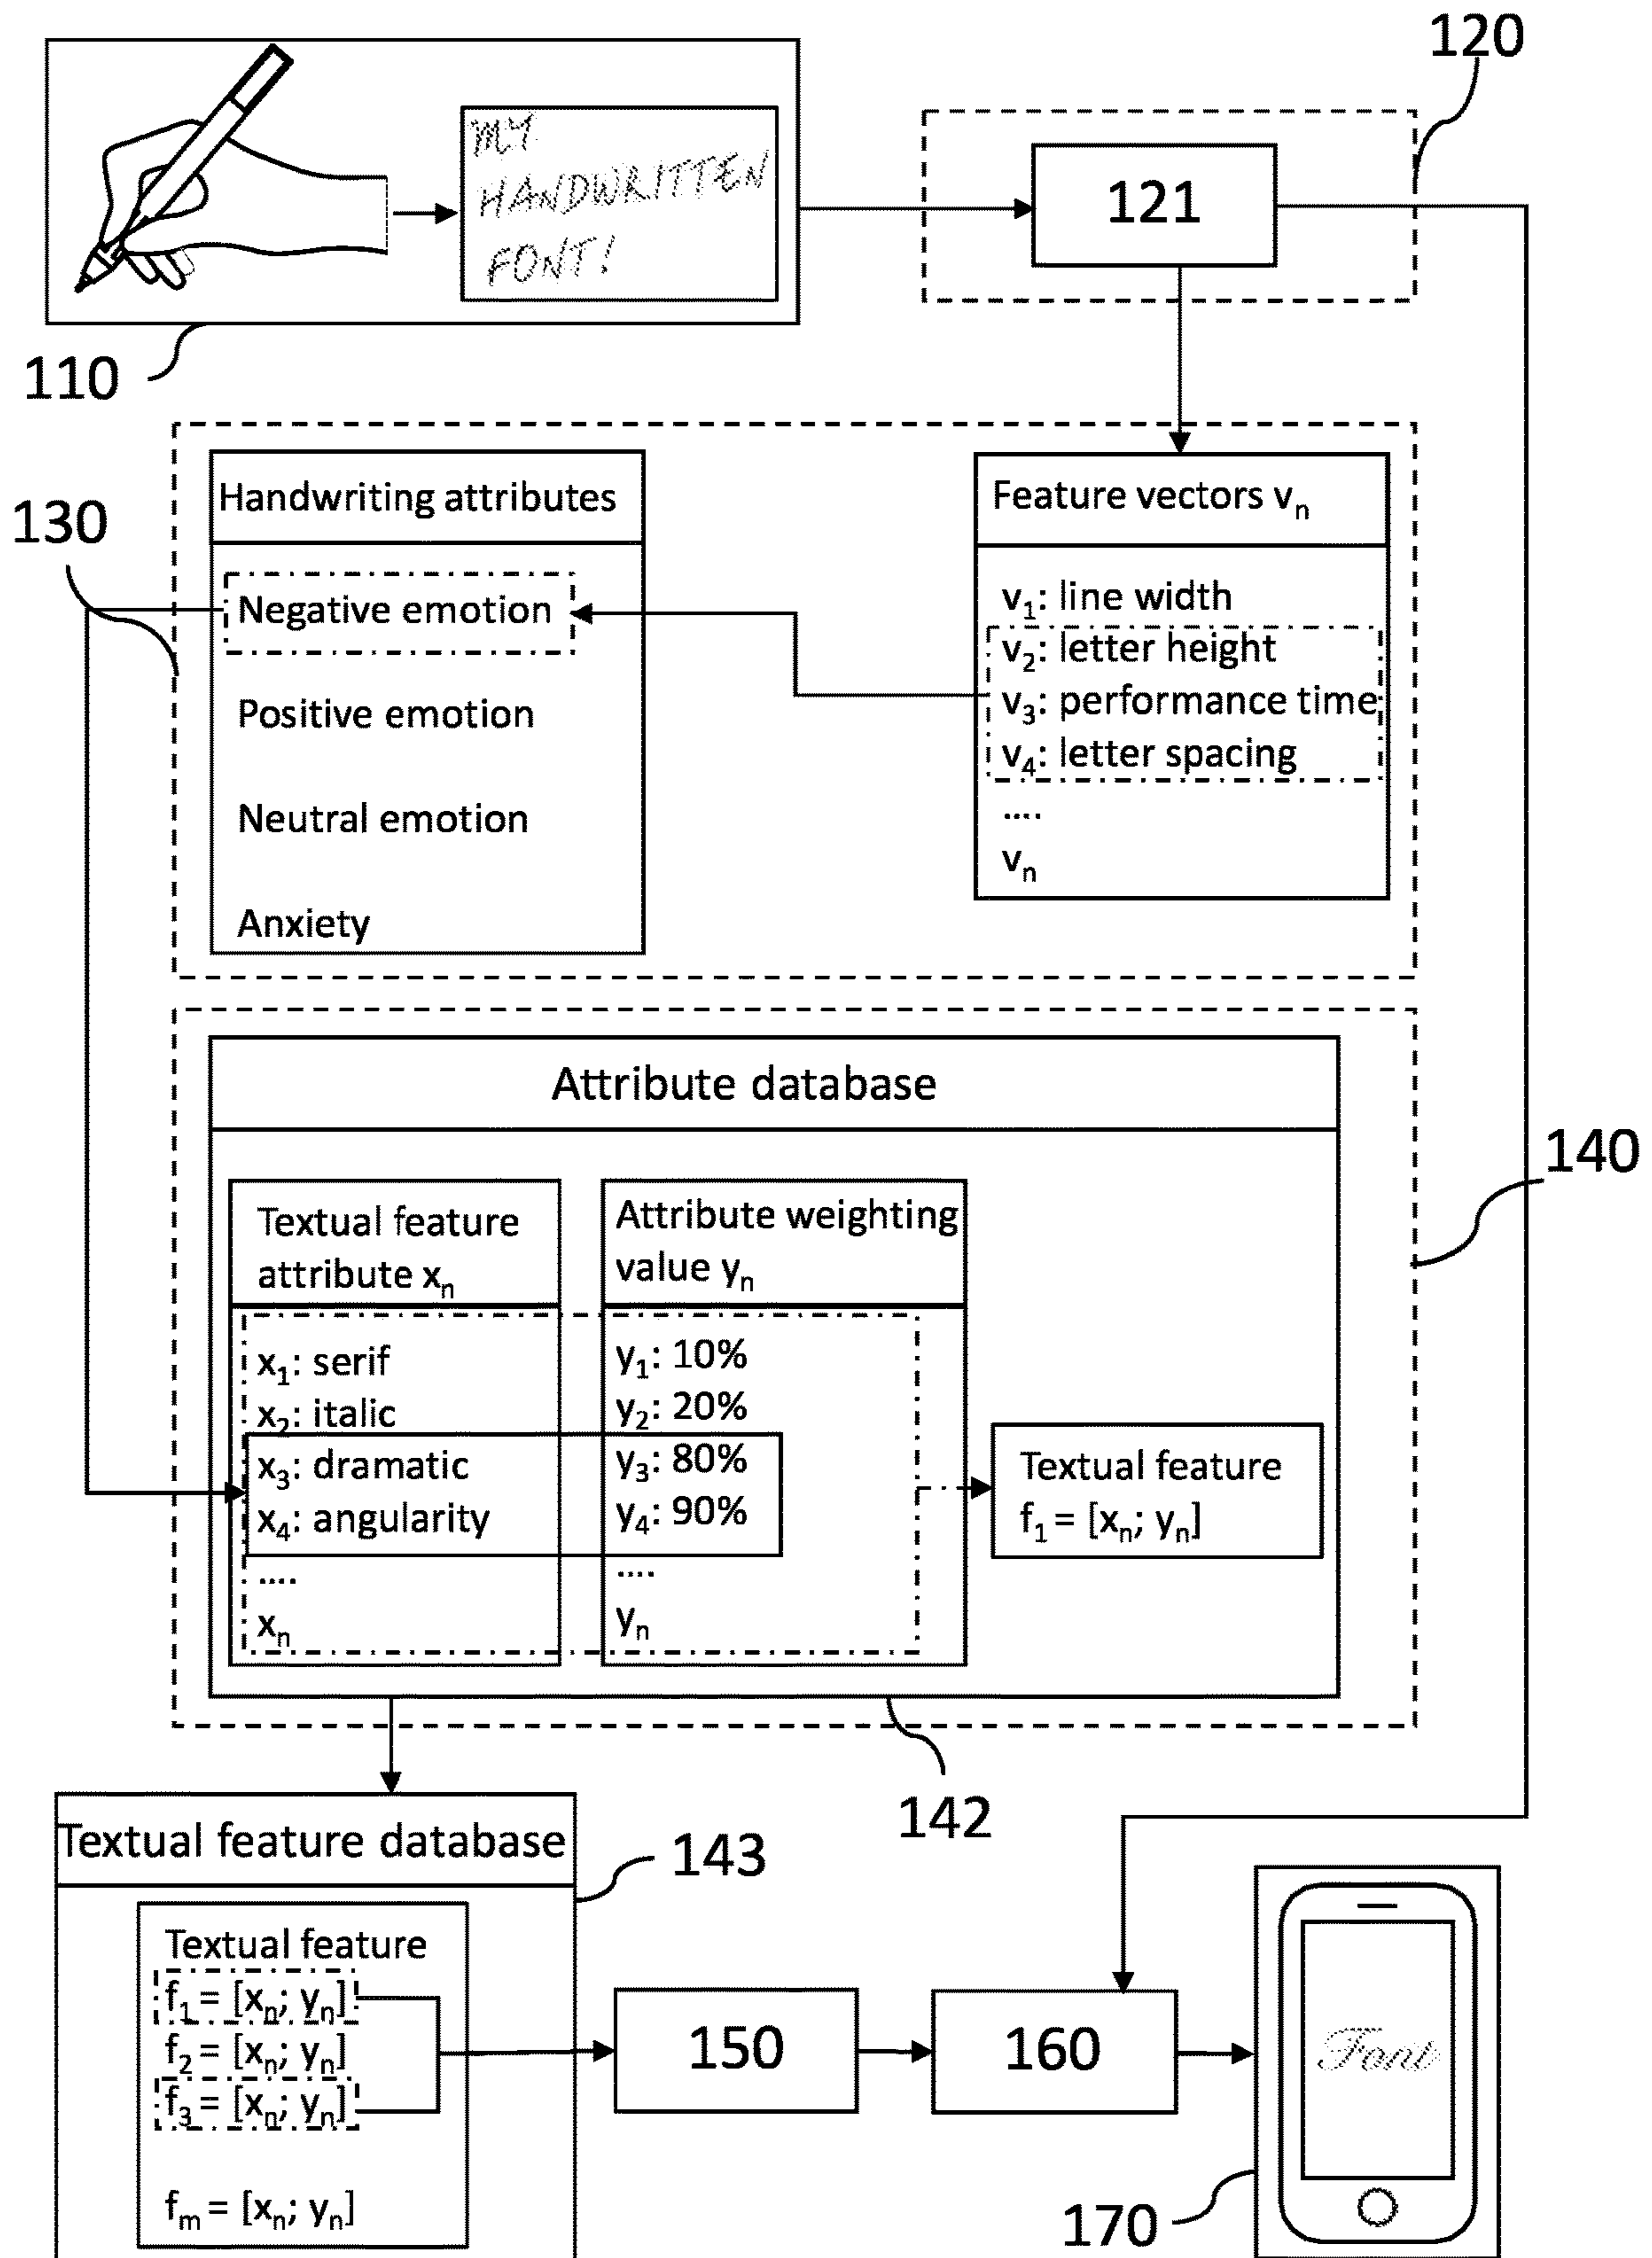 120
MY
HANDWRITTEN
FONT!
121
110
130
Handwriting attributes
Negative emotion
Positive emotion
Neutral emotion
Anxiety
Feature vectors vₙ
v₁: line width
v₂: letter height
v₃: performance time
v₄: letter spacing
....
vₙ
140
Attribute database
Textual feature
attribute xₙ
x₁: serif
x₂: italic
x₃: dramatic
x₄: angularity
....
xₙ
Attribute weighting
value yₙ
y₁: 10%
y₂: 20%
y₃: 80%
y₄: 90%
....
yₙ
Textual feature
f₁ = [xₙ; yₙ]
142
Textual feature database
143
Textual feature
f₁ = [xₙ; yₙ]
f₂ = [xₙ; yₙ]
f₃ = [xₙ; yₙ]
fₘ = [xₙ; yₙ]
150
160
Font
170